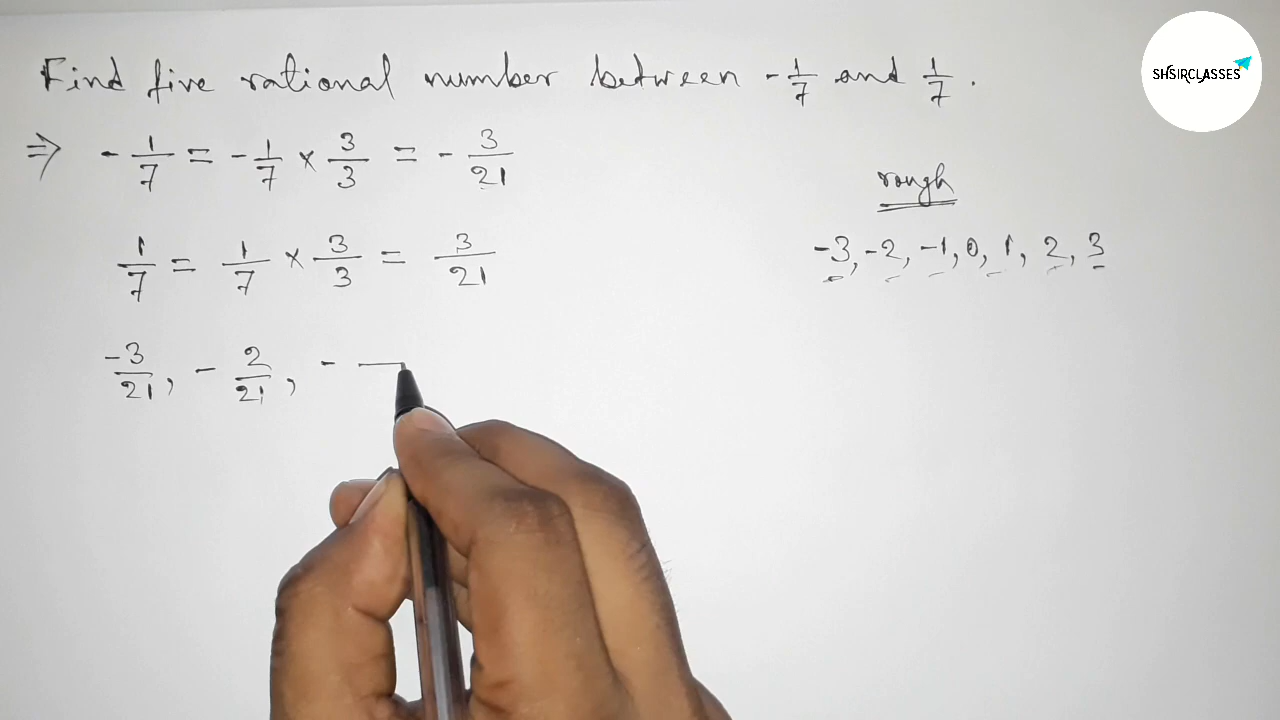 Find five rational number between -1/7 and 1/7.
SHSIRCLASSES
⇒ - 1/7 = - 1/7 × 3/3 = - 3/21
rough
-3, -2, -1, 0, 1, 2, 3
1/7 = 1/7 × 3/3 = 3/21
-3/21, - 2/21, -